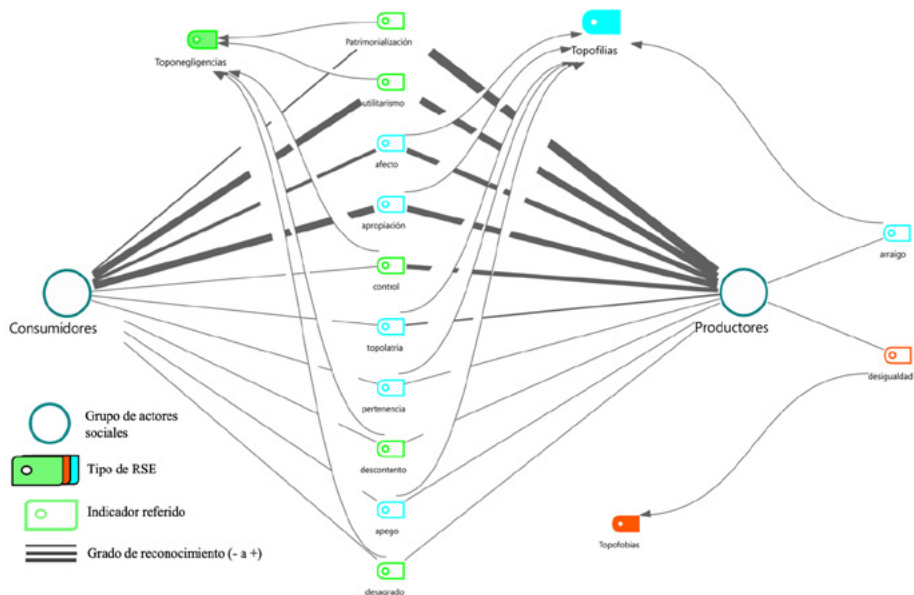 Patrimonialización
Toponegligencias
Topofilias
utilitarismo
afecto
apropiación
arraigo
control
Consumidores
Productores
topolatría
desigualdad
pertenencia
Grupo de actores
sociales
descontento
Tipo de RSE
Indicador referido
apego
Topofobias
Grado de reconocimiento (- a +)
desagrado